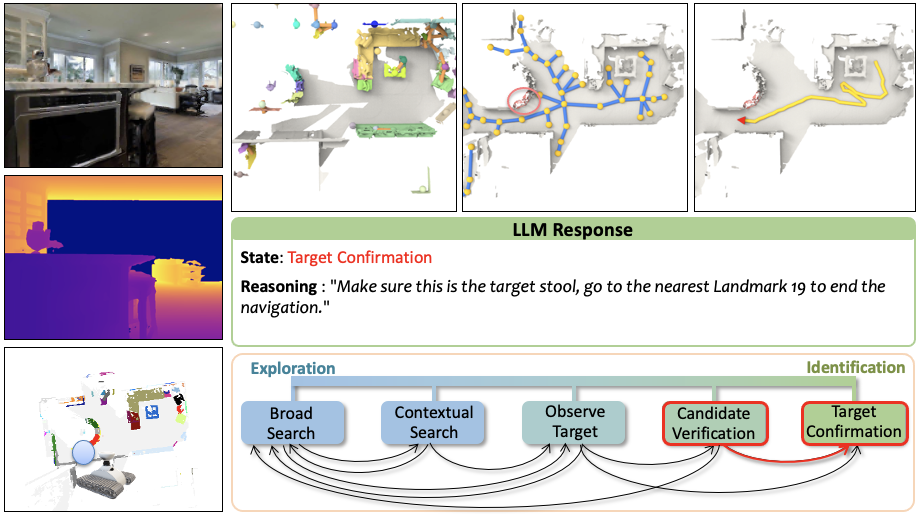 LLM Response
State: Target Confirmation
Reasoning : "Make sure this is the target stool, go to the nearest Landmark 19 to end the
navigation."
Exploration
Identification
Broad
Search
Contextual
Search
Observe
Target
Candidate
Verification
Target
Confirmation